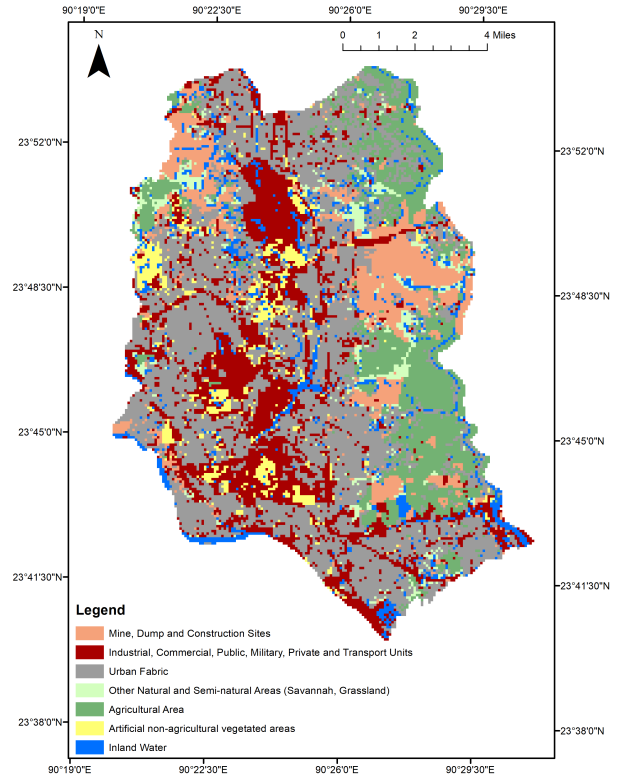 90°19'0"E 90°22'30"E 90°26'0"E 90°29'30"E
N
0 1 2 4 Miles
23°52'0"N 23°52'0"N
23°48'30"N 23°48'30"N
23°45'0"N 23°45'0"N
23°41'30"N 23°41'30"N
Legend
Mine, Dump and Construction Sites
Industrial, Commercial, Public, Military, Private and Transport Units
Urban Fabric
Other Natural and Semi-natural Areas (Savannah, Grassland)
Agricultural Area
23°38'0"N 23°38'0"N
Artificial non-agricultural vegetated areas
Inland Water
90°19'0"E 90°22'30"E 90°26'0"E 90°29'30"E